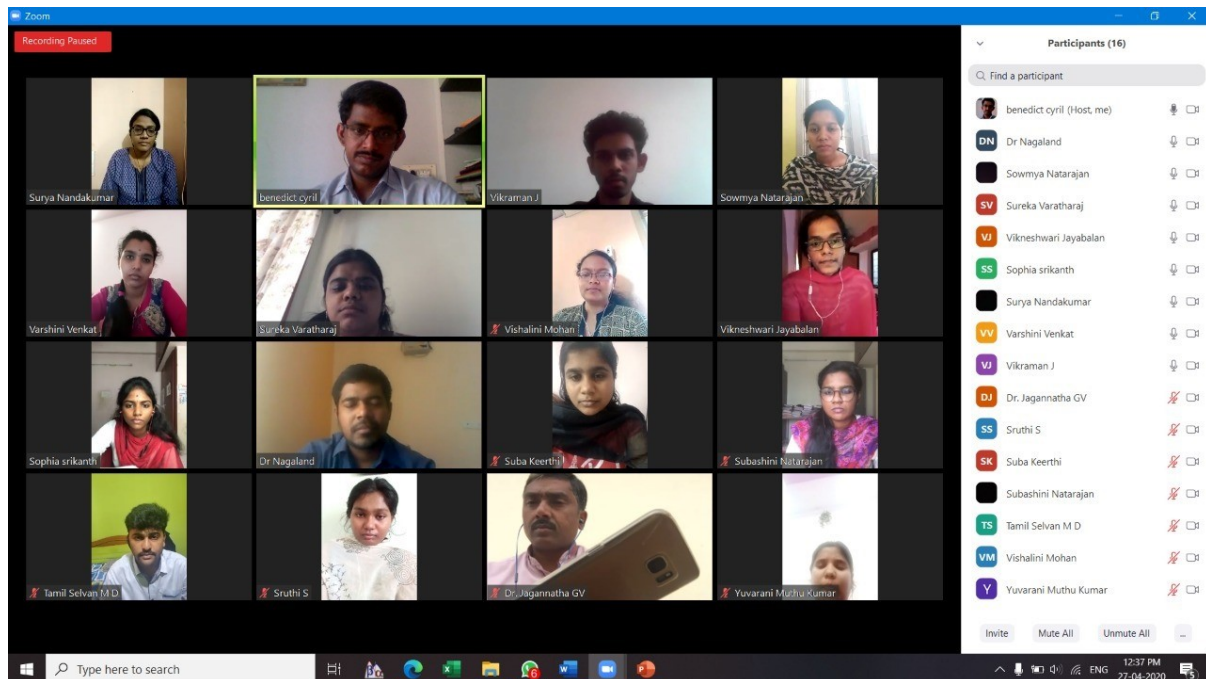 Zoom
Recording Paused
Surya Nandakumar
benedict cyril
Vikraman J
Sowmya Natarajan
Varshini Venkat
Sureka Varatharaj
Vishalini Mohan
Vikneshwari Jayabalan
Sophia srikanth
Dr Nagaland
Suba Keerthi
Subashini Natarajan
Tamil Selvan M D
Sruthi S
Dr. Jagannatha GV
Yuvarani Muthu Kumar
Participants (16)
Find a participant
benedict cyril (Host, me)
DN Dr Nagaland
Sowmya Natarajan
SV Sureka Varatharaj
VJ Vikneshwari Jayabalan
SS Sophia srikanth
Surya Nandakumar
VV Varshini Venkat
VJ Vikraman J
DJ Dr. Jagannatha GV
SS Sruthi S
SK Suba Keerthi
Subashini Natarajan
TS Tamil Selvan M D
VM Vishalini Mohan
Y Yuvarani Muthu Kumar
Invite Mute All Unmute All ...
Type here to search
ENG 12:37 PM
27-04-2020